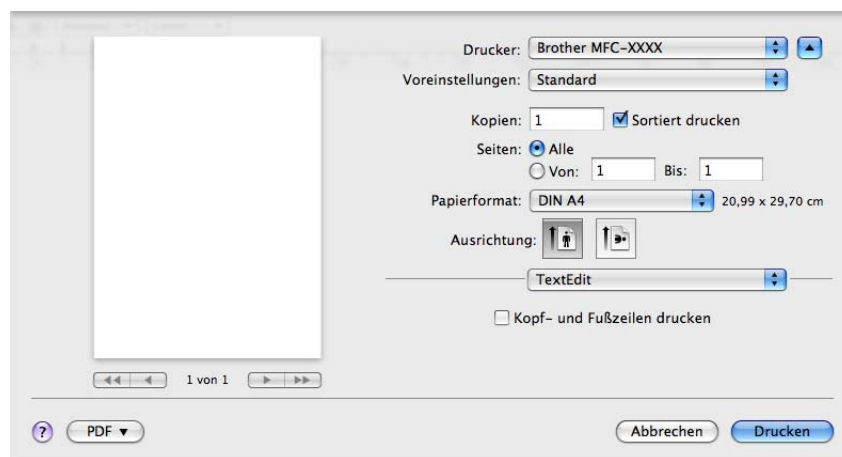 Drucker: Brother MFC-XXXX
Voreinstellungen: Standard
Kopien: 1 Sortiert drucken
Seiten: Alle
Von: 1 Bis: 1
Papierformat: DIN A4 20,99 x 29,70 cm
Ausrichtung:
TextEdit
Kopf- und Fußzeilen drucken
1 von 1
? PDF Abbrechen Drucken